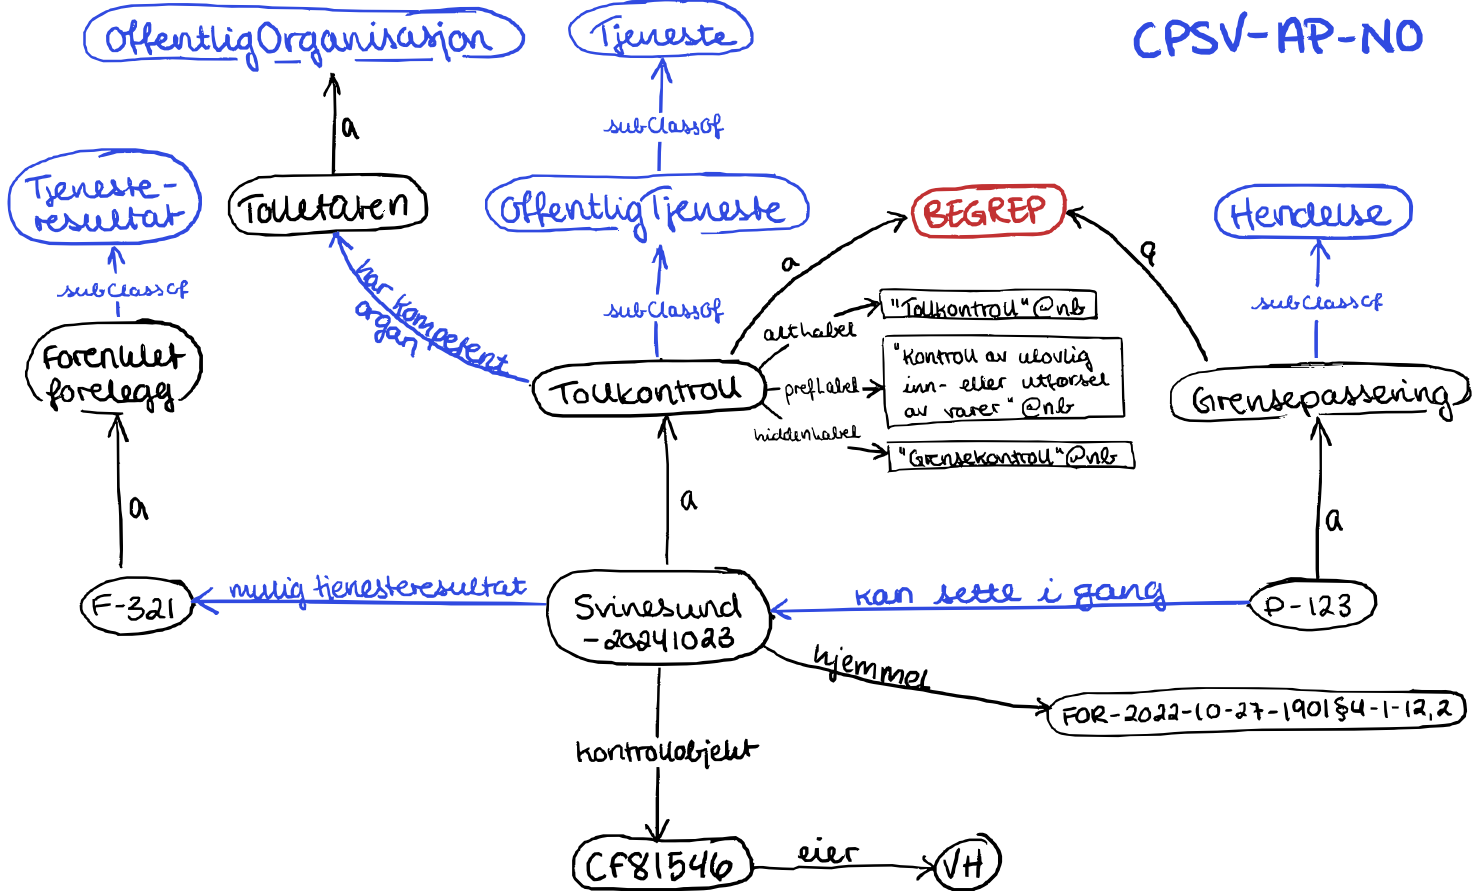 OffentligOrganisasjon
Tjeneste
CPSV-AP-NO
a
subClassOf
Tjeneste-
resultat
Tolletaten
OffentligTjeneste
BEGREP
Hendelse
a
a
subClassOf
har kompetent
organ
subClassOf
subClassOf
altLabel
"Tollkontroll"@nb
Forenklet
forelegg
Tollkontroll
prefLabel
"Kontroll av ulovlig
inn- eller utførsel
av varer"@nb
Grensepassering
hiddenLabel
"Grensekontroll"@nb
a
a
a
F-321
mulig tjenesteresultat
Svinesund
-20241023
kan sette i gang
P-123
hjemmel
FOR-2022-10-27-1901§4-1-12,2
kontrollobjekt
CF81546
eier
VH